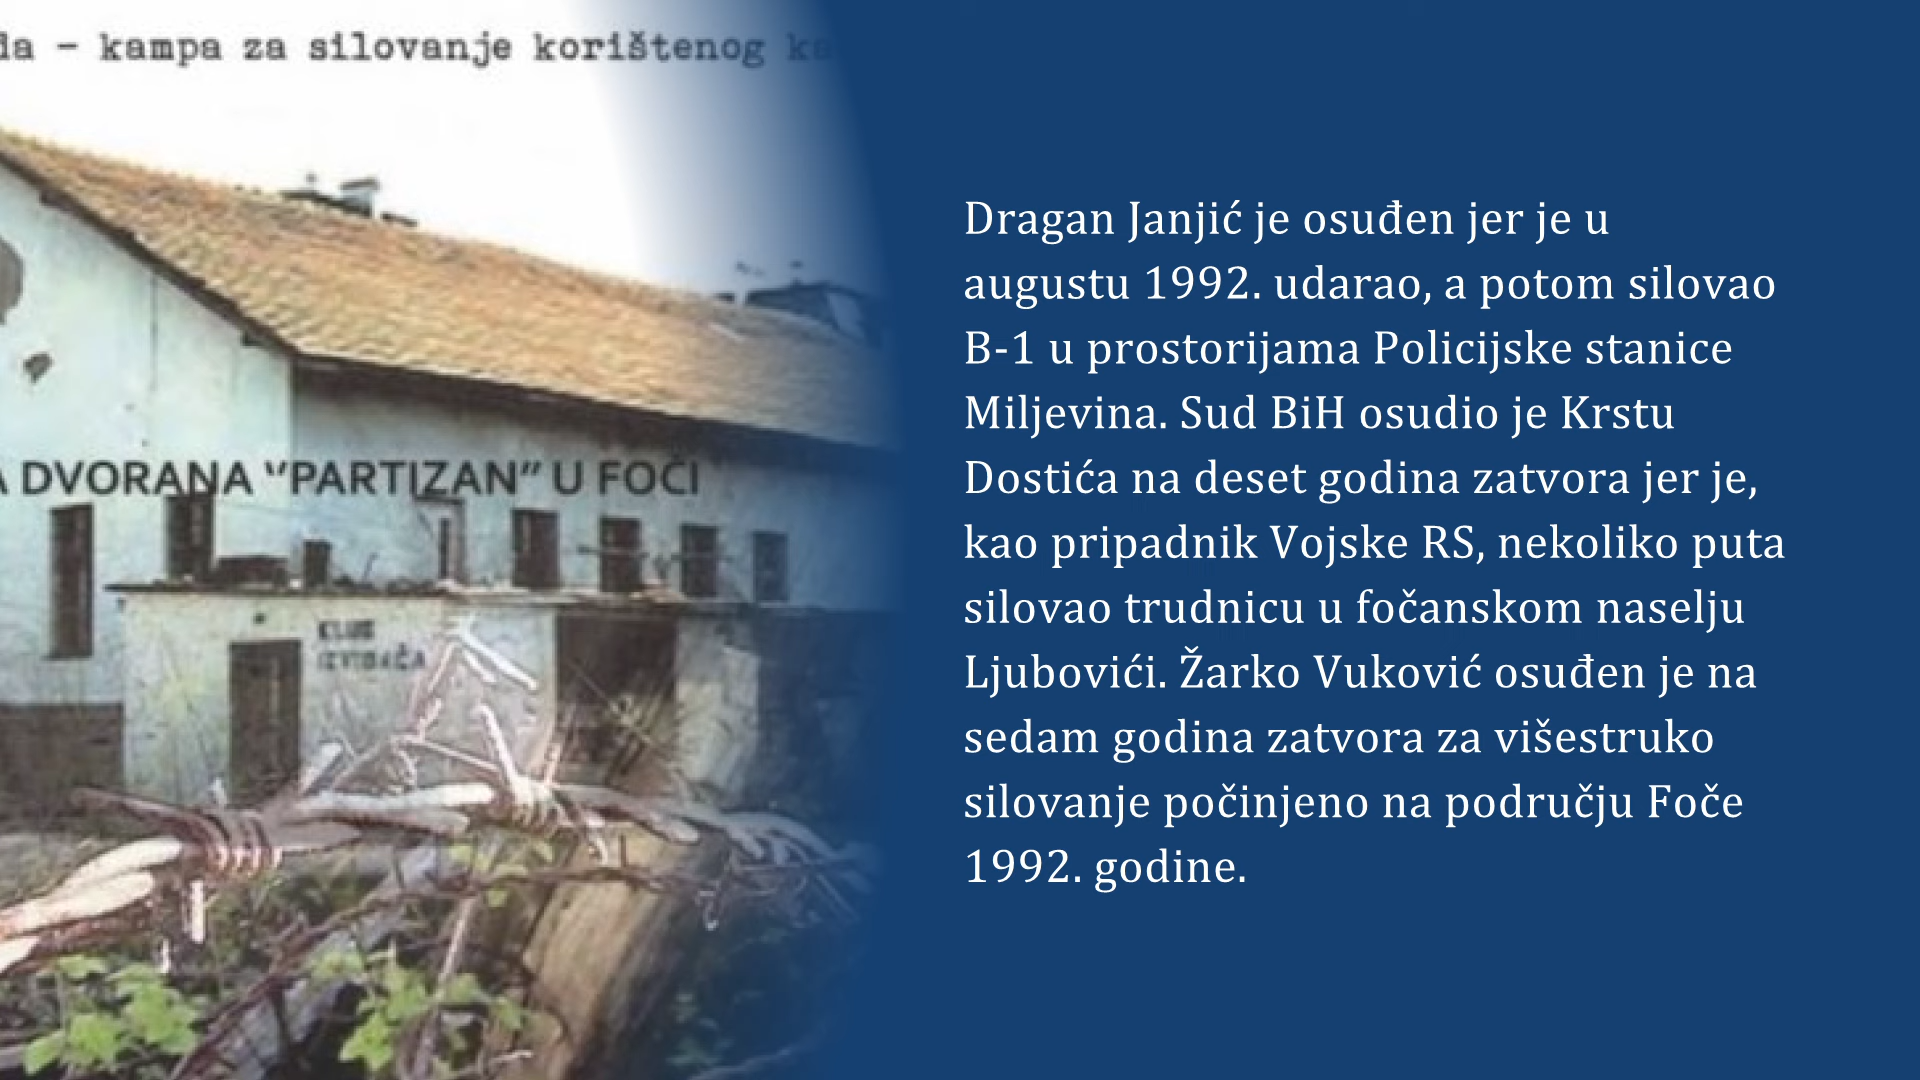 da - kampa za silovanje korištenog
A DVORANA "PARTIZAN" U FOČI
KLUB
IZVIĐAČA
Dragan Janjić je osuđen jer je u
augustu 1992. udarao, a potom silovao
B-1 u prostorijama Policijske stanice
Miljevina. Sud BiH osudio je Krstu
Dostića na deset godina zatvora jer je,
kao pripadnik Vojske RS, nekoliko puta
silovao trudnicu u fočanskom naselju
Ljubovići. Žarko Vuković osuđen je na
sedam godina zatvora za višestruko
silovanje počinjeno na području Foče
1992. godine.